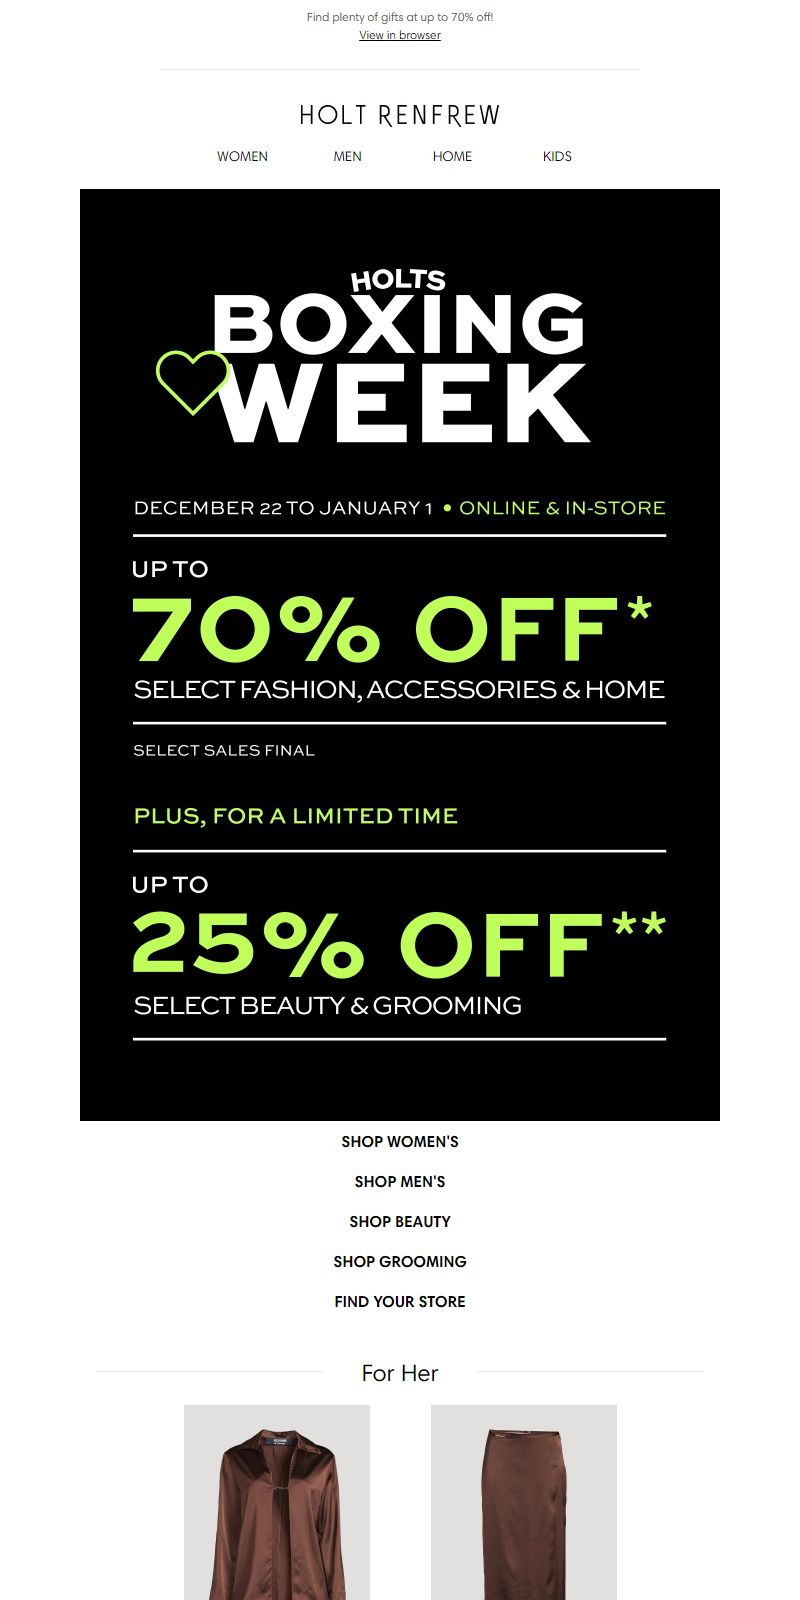 Find plenty of gifts at up to 70% off!
View in browser
HOLT RENFREW
WOMEN MEN HOME KIDS
HOLTS
BOXING
WEEK
DECEMBER 22 TO JANUARY 1 • ONLINE & IN-STORE
UP TO
70% OFF*
SELECT FASHION, ACCESSORIES & HOME
SELECT SALES FINAL
PLUS, FOR A LIMITED TIME
UP TO
25% OFF**
SELECT BEAUTY & GROOMING
SHOP WOMEN'S
SHOP MEN'S
SHOP BEAUTY
SHOP GROOMING
FIND YOUR STORE
For Her